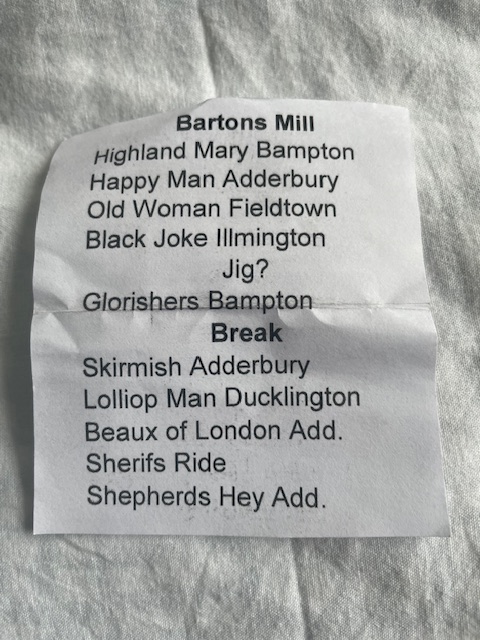 Bartons Mill
Highland Mary Bampton
Happy Man Adderbury
Old Woman Fieldtown
Black Joke Illmington
Jig?
Glorishers Bampton
Break
Skirmish Adderbury
Lolliop Man Ducklington
Beaux of London Add.
Sherifs Ride
Shepherds Hey Add.